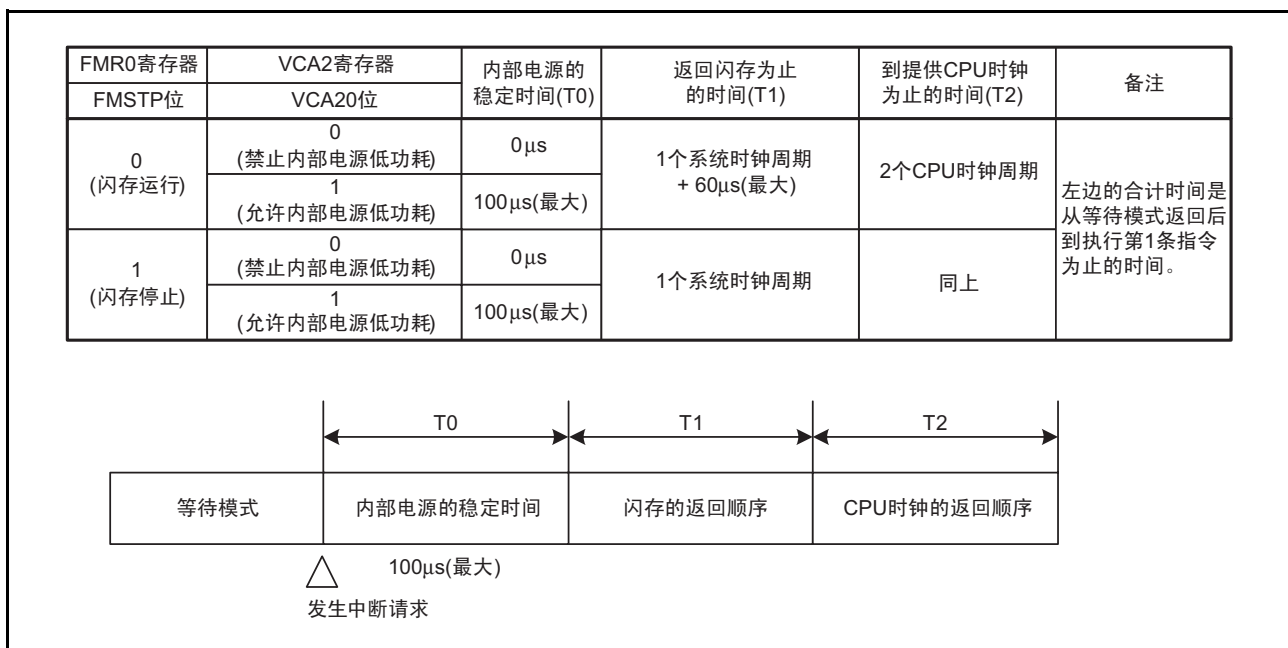 FMR0寄存器
VCA2寄存器
内部电源的
稳定时间(T0)
返回闪存为止
的时间(T1)
到提供CPU时钟
为止的时间(T2)
备注
FMSTP位
VCA20位
0
(闪存运行)
0
(禁止内部电源低功耗)
0μs
1个系统时钟周期
+ 60μs(最大)
2个CPU时钟周期
左边的合计时间是
从等待模式返回后
到执行第1条指令
为止的时间。
1
(允许内部电源低功耗)
100μs(最大)
1
(闪存停止)
0
(禁止内部电源低功耗)
0μs
1个系统时钟周期
同上
1
(允许内部电源低功耗)
100μs(最大)
T0
T1
T2
等待模式
内部电源的稳定时间
闪存的返回顺序
CPU时钟的返回顺序
100μs(最大)
发生中断请求